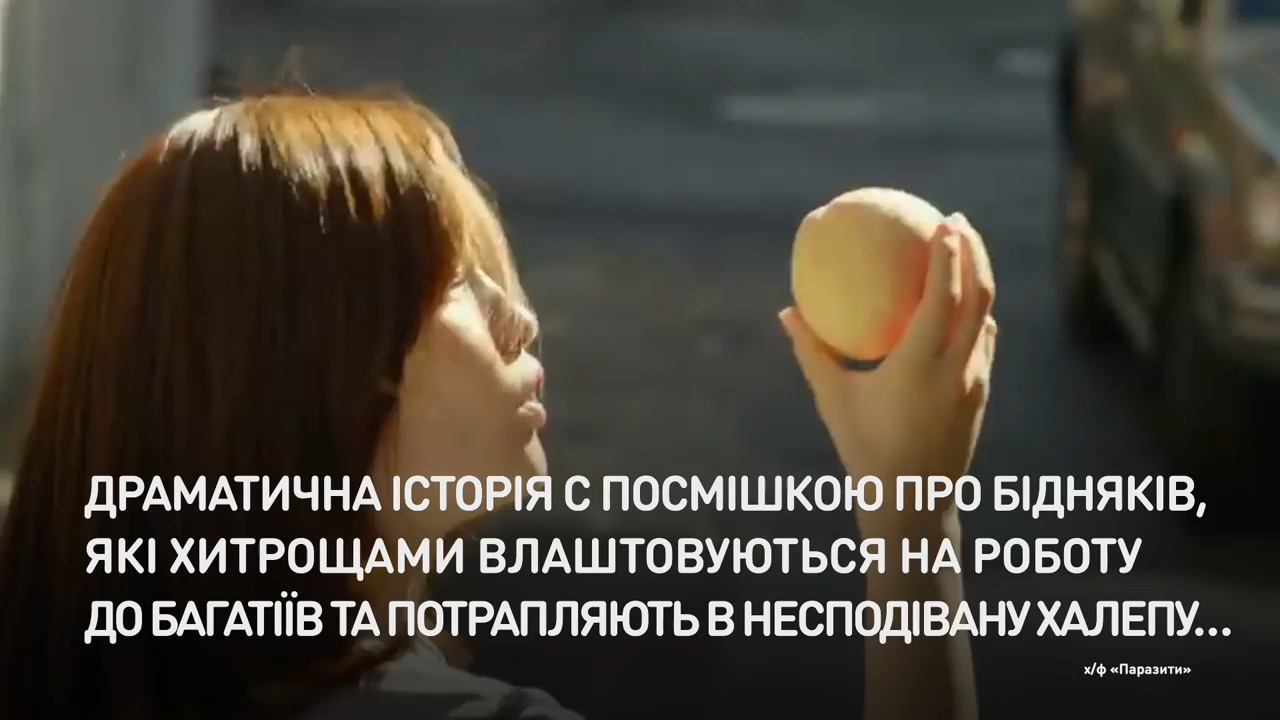 ДРАМАТИЧНА ІСТОРІЯ С ПОСМІШКОЮ ПРО БІДНЯКІВ,
ЯКІ ХИТРОЩАМИ ВЛАШТОВУЮТЬСЯ НА РОБОТУ
ДО БАГАТІЇВ ТА ПОТРАПЛЯЮТЬ В НЕСПОДІВАНУ ХАЛЕПУ...
х/ф «Паразити»